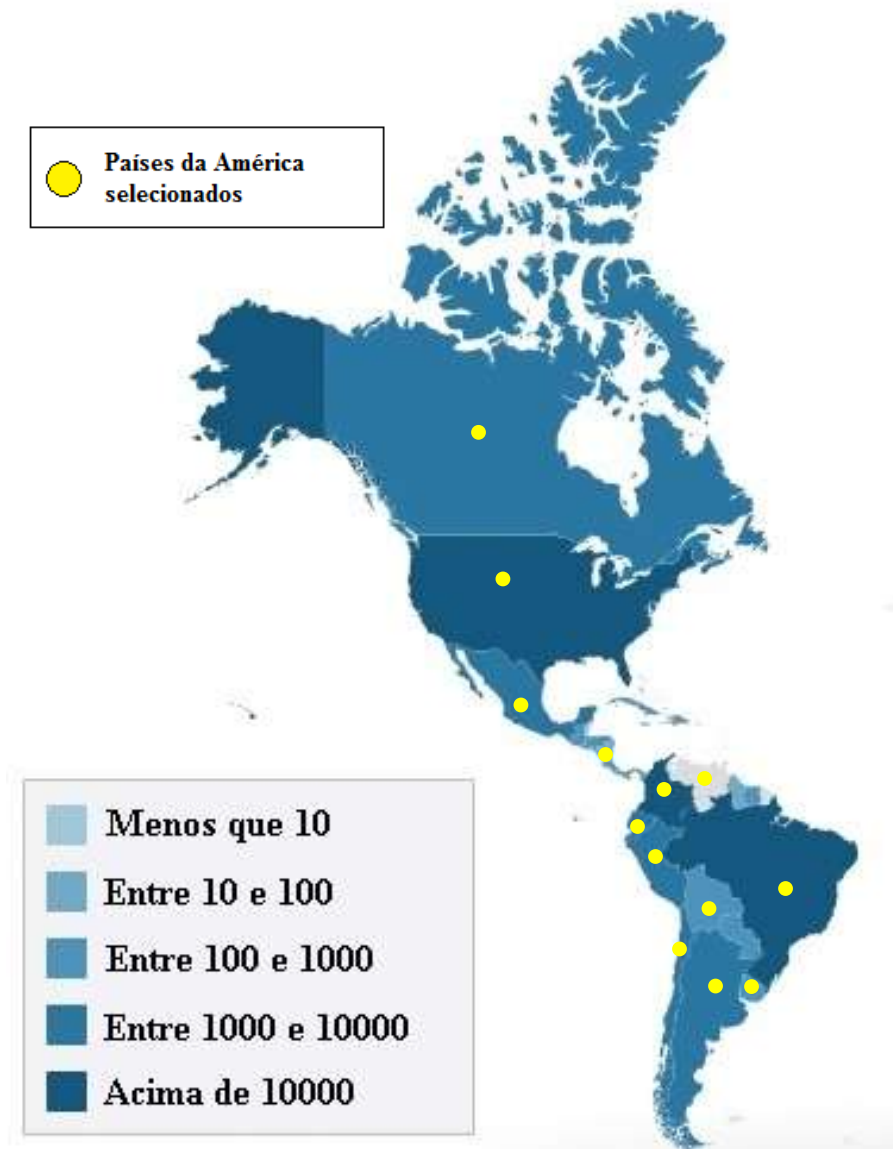 Países da América
selecionados
Menos que 10
Entre 10 e 100
Entre 100 e 1000
Entre 1000 e 10000
Acima de 10000